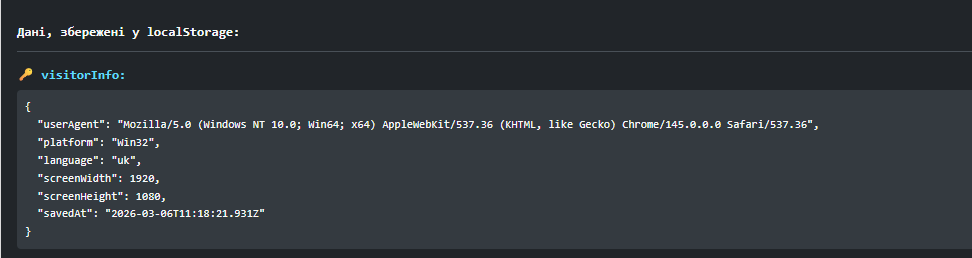 Дані, збережені у localStorage:
🔑 visitorInfo:
{
  "userAgent": "Mozilla/5.0 (Windows NT 10.0; Win64; x64) AppleWebKit/537.36 (KHTML, like Gecko) Chrome/145.0.0.0 Safari/537.36",
  "platform": "Win32",
  "language": "uk",
  "screenWidth": 1920,
  "screenHeight": 1080,
  "savedAt": "2026-03-06T11:18:21.931Z"
}